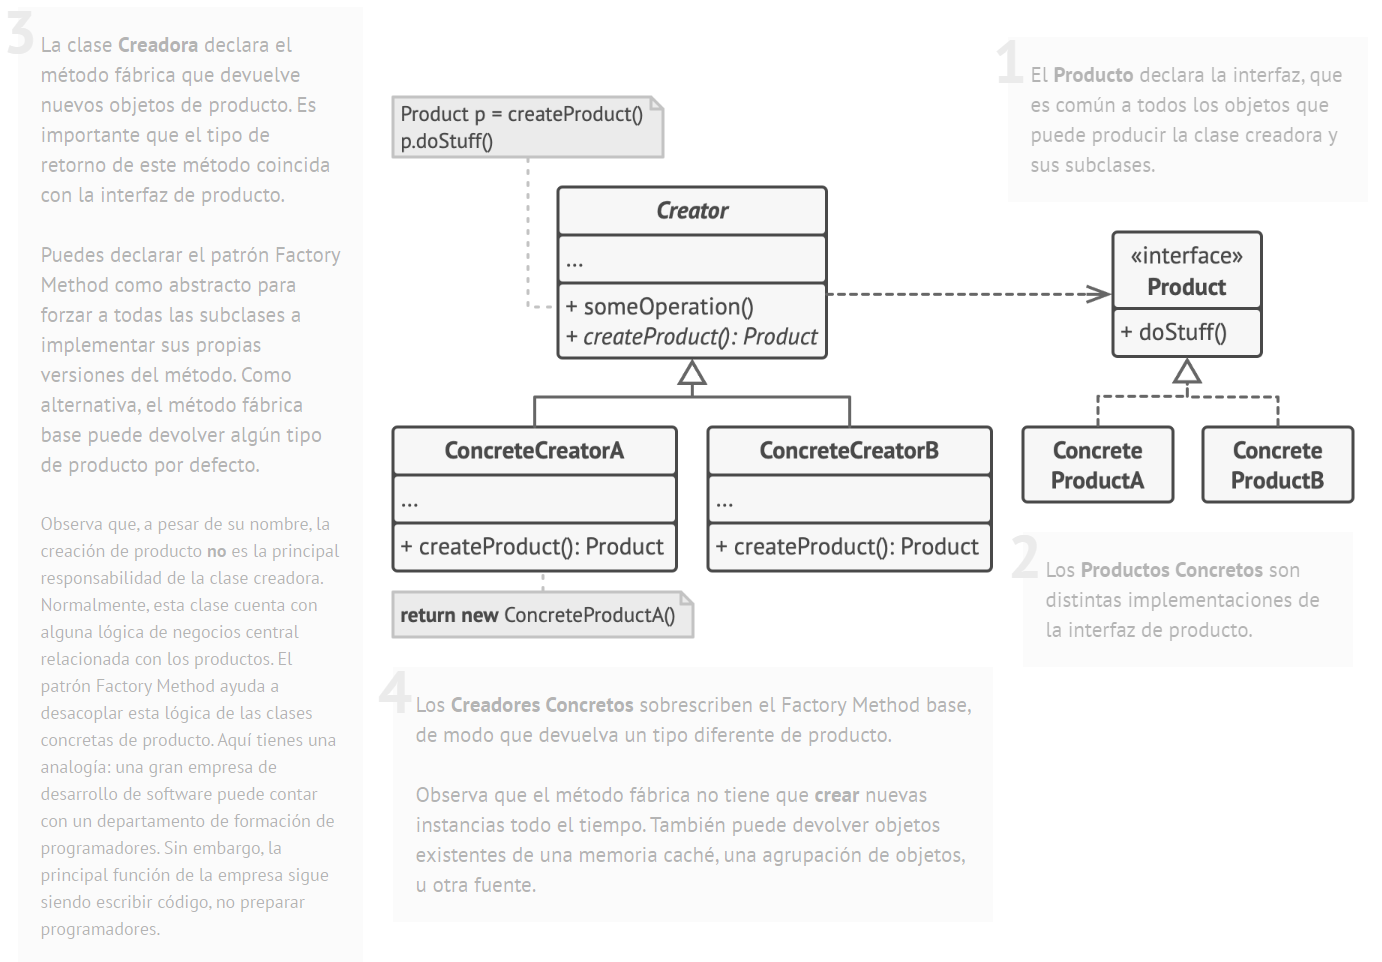 3
La clase Creadora declara el
método fábrica que devuelve
nuevos objetos de producto. Es
importante que el tipo de
retorno de este método coincida
con la interfaz de producto.
Puedes declarar el patrón Factory
Method como abstracto para
forzar a todas las subclases a
implementar sus propias
versiones del método. Como
alternativa, el método fábrica
base puede devolver algún tipo
de producto por defecto.
Observa que, a pesar de su nombre, la
creación de producto no es la principal
responsabilidad de la clase creadora.
Normalmente, esta clase cuenta con
alguna lógica de negocios central
relacionada con los productos. El
patrón Factory Method ayuda a
desacoplar esta lógica de las clases
concretas de producto. Aquí tienes una
analogía: una gran empresa de
desarrollo de software puede contar
con un departamento de formación de
programadores. Sin embargo, la
principal función de la empresa sigue
siendo escribir código, no preparar
programadores.
Product p = createProduct()
p.doStuff()
Creator
...
+ someOperation()
+ createProduct(): Product
ConcreteCreatorA
...
+ createProduct(): Product
ConcreteCreatorB
...
+ createProduct(): Product
return new ConcreteProductA()
1
El Producto declara la interfaz, que
es común a todos los objetos que
puede producir la clase creadora y
sus subclases.
«interface»
Product
+ doStuff()
Concrete
ProductA
Concrete
ProductB
2
Los Productos Concretos son
distintas implementaciones de
la interfaz de producto.
4
Los Creadores Concretos sobrescriben el Factory Method base,
de modo que devuelva un tipo diferente de producto.
Observa que el método fábrica no tiene que crear nuevas
instancias todo el tiempo. También puede devolver objetos
existentes de una memoria caché, una agrupación de objetos,
u otra fuente.